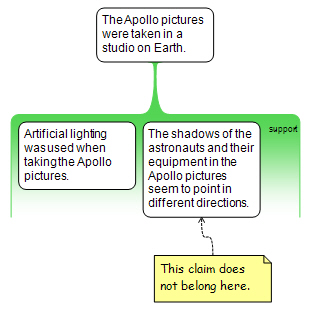 The Apollo pictures
were taken in a
studio on Earth.
support
Artificial lighting
was used when
taking the Apollo
pictures.
The shadows of the
astronauts and their
equipment in the
Apollo pictures
seem to point in
different directions.
This claim does
not belong here.